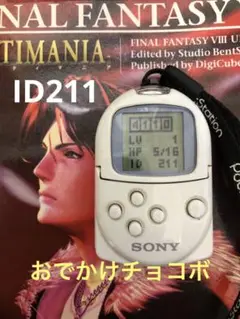 NAL FANTASY
TIMANIA
FINAL FANTASY VIII U
Edited by Studio BentS
Published by DigiCube
ID211
LV 1
HP 5/16
ID 211
SONY
おでかけチョコボ